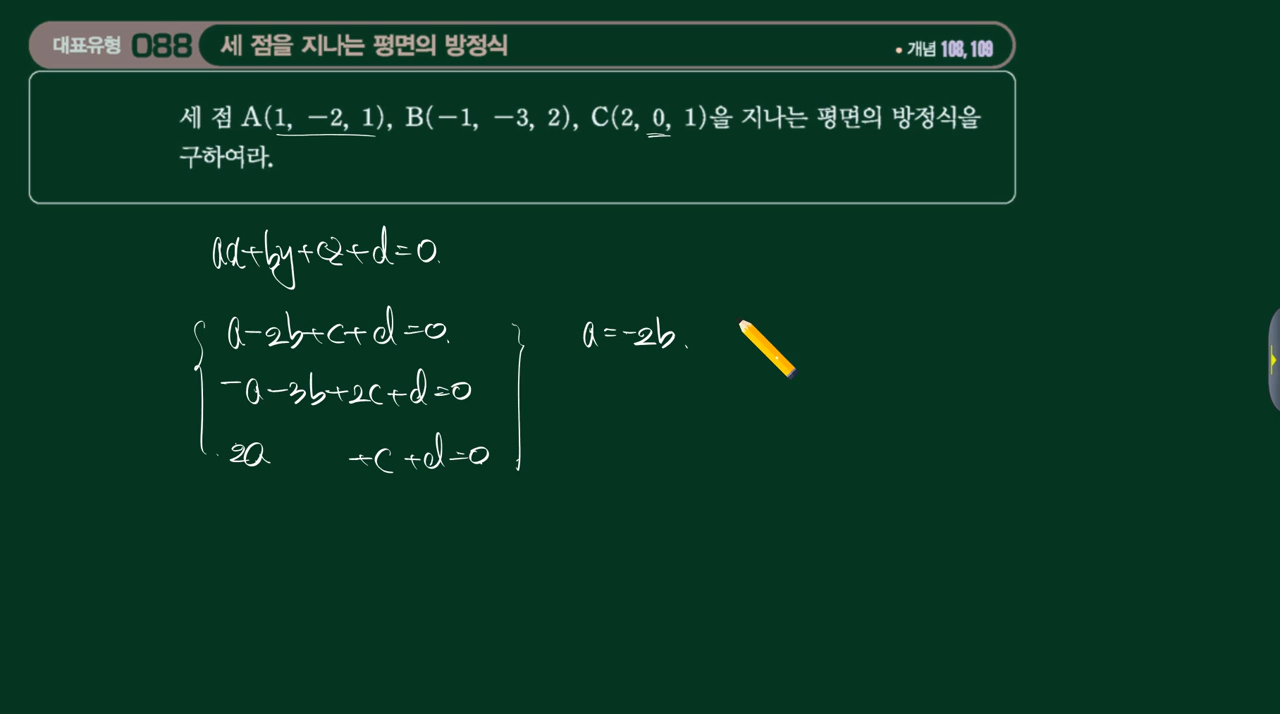 대표유형 088 세 점을 지나는 평면의 방정식
• 개념 108, 109
세 점 A(1, −2, 1), B(−1, −3, 2), C(2, 0, 1)을 지나는 평면의 방정식을
구하여라.
ax+by+cz+d=0.
a-2b+c+d=0.
a=-2b.
-a-3b+2c+d=0
2a +c+d=0